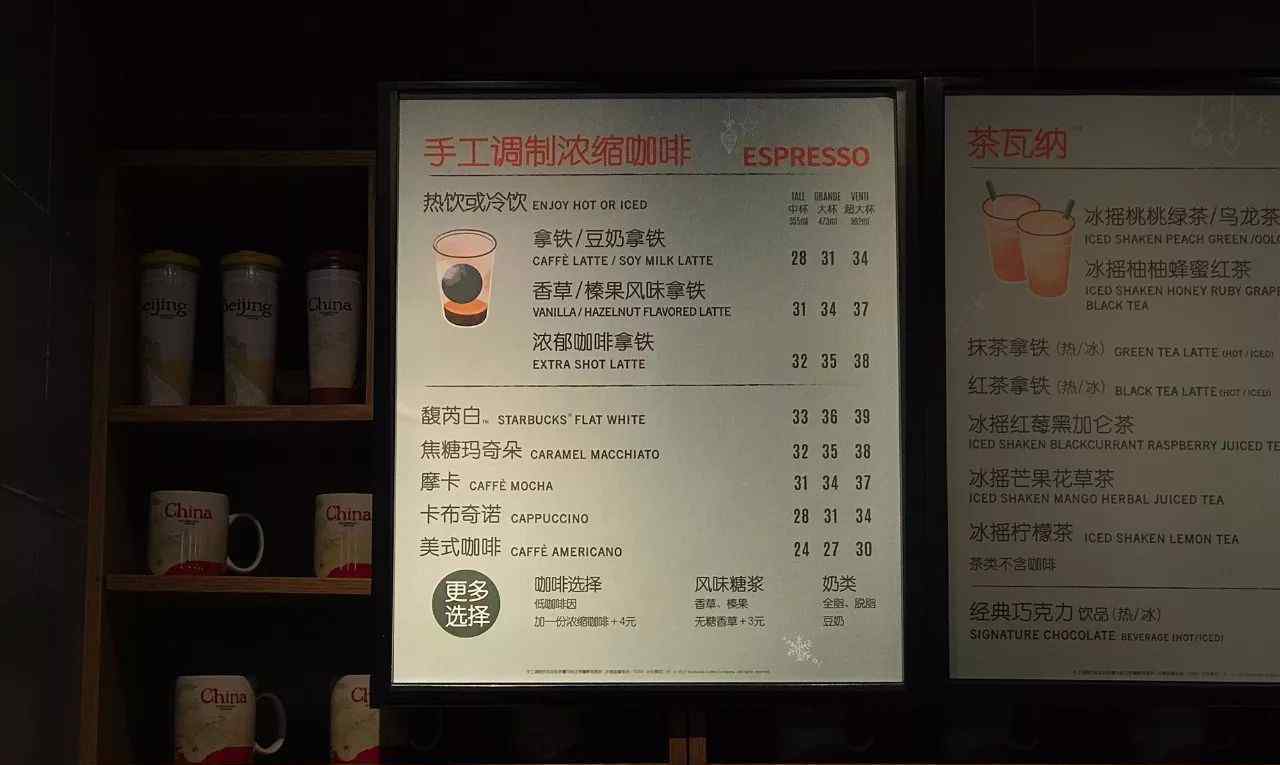 手工调制浓缩咖啡 ESPRESSO
热饮或冷饮 ENJOY HOT OR ICED
TALL GRANDE VENTI
中杯 大杯 超大杯
355ml 473ml 592ml
拿铁/豆奶拿铁
CAFFÈ LATTE / SOY MILK LATTE 28 31 34
香草/榛果风味拿铁
VANILLA / HAZELNUT FLAVORED LATTE 31 34 37
浓郁咖啡拿铁
EXTRA SHOT LATTE 32 35 38
馥芮白™ STARBUCKS® FLAT WHITE 33 36 39
焦糖玛奇朵 CARAMEL MACCHIATO 32 35 38
摩卡 CAFFÈ MOCHA 31 34 37
卡布奇诺 CAPPUCCINO 28 31 34
美式咖啡 CAFFÈ AMERICANO 24 27 30
更多
选择
咖啡选择 风味糖浆 奶类
低咖啡因 香草、榛果 全脂、脱脂
加一份浓缩咖啡+4元 无糖香草+3元 豆奶
茶瓦纳™
冰摇桃桃绿茶/乌龙茶
ICED SHAKEN PEACH GREEN /OOLO
冰摇柚柚蜂蜜红茶
ICED SHAKEN HONEY RUBY GRAPE
BLACK TEA
抹茶拿铁 (热/冰) GREEN TEA LATTE (HOT / ICED)
红茶拿铁 (热/冰) BLACK TEA LATTE (HOT / ICED)
冰摇红莓黑加仑茶
ICED SHAKEN BLACKCURRANT RASPBERRY JUICED TE
冰摇芒果花草茶
ICED SHAKEN MANGO HERBAL JUICED TEA
冰摇柠檬茶 ICED SHAKEN LEMON TEA
茶类不含咖啡
经典巧克力 饮品(热/冰)
SIGNATURE CHOCOLATE BEVERAGE (HOT/ICED)
eijing
Beijing
China
China
China
China
Ch